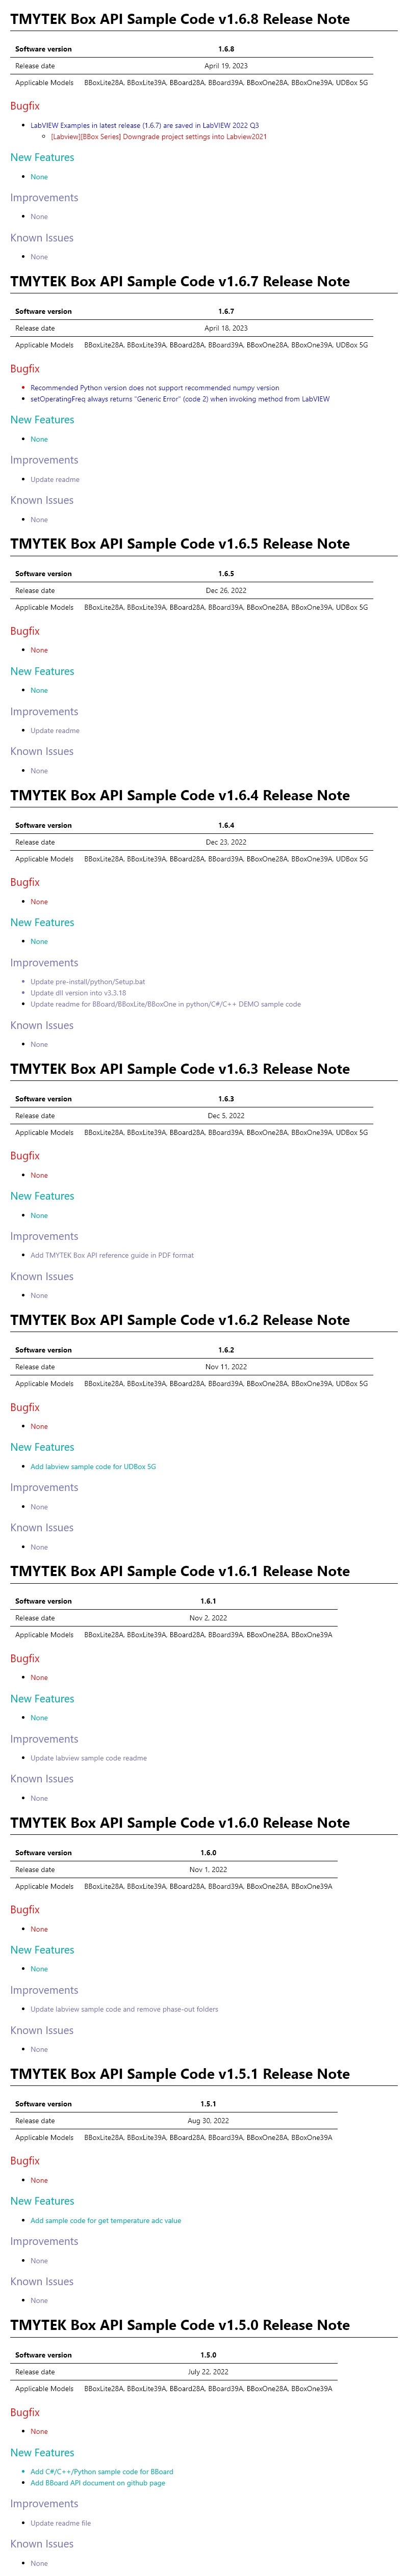 TMYTEK Box API Sample Code v1.6.8 Release Note
Software version 1.6.8
Release date April 19, 2023
Applicable Models BBoxLite28A, BBoxLite39A, BBoard28A, BBoard39A, BBoxOne28A, BBoxOne39A, UDBox 5G
Bugfix
LabVIEW Examples in latest release (1.6.7) are saved in LabVIEW 2022 Q3
[Labview][BBox Series] Downgrade project settings into Labview2021
New Features
None
Improvements
None
Known Issues
None
TMYTEK Box API Sample Code v1.6.7 Release Note
Software version 1.6.7
Release date April 18, 2023
Applicable Models BBoxLite28A, BBoxLite39A, BBoard28A, BBoard39A, BBoxOne28A, BBoxOne39A, UDBox 5G
Bugfix
Recommended Python version does not support recommended numpy version
setOperatingFreq always returns "Generic Error" (code 2) when invoking method from LabVIEW
New Features
None
Improvements
Update readme
Known Issues
None
TMYTEK Box API Sample Code v1.6.5 Release Note
Software version 1.6.5
Release date Dec 26, 2022
Applicable Models BBoxLite28A, BBoxLite39A, BBoard28A, BBoard39A, BBoxOne28A, BBoxOne39A, UDBox 5G
Bugfix
None
New Features
None
Improvements
Update readme
Known Issues
None
TMYTEK Box API Sample Code v1.6.4 Release Note
Software version 1.6.4
Release date Dec 23, 2022
Applicable Models BBoxLite28A, BBoxLite39A, BBoard28A, BBoard39A, BBoxOne28A, BBoxOne39A, UDBox 5G
Bugfix
None
New Features
None
Improvements
Update pre-install/python/Setup.bat
Update dll version into v3.3.18
Update readme for BBoard/BBoxLite/BBoxOne in python/C#/C++ DEMO sample code
Known Issues
None
TMYTEK Box API Sample Code v1.6.3 Release Note
Software version 1.6.3
Release date Dec 5, 2022
Applicable Models BBoxLite28A, BBoxLite39A, BBoard28A, BBoard39A, BBoxOne28A, BBoxOne39A, UDBox 5G
Bugfix
None
New Features
None
Improvements
Add TMYTEK Box API reference guide in PDF format
Known Issues
None
TMYTEK Box API Sample Code v1.6.2 Release Note
Software version 1.6.2
Release date Nov 11, 2022
Applicable Models BBoxLite28A, BBoxLite39A, BBoard28A, BBoard39A, BBoxOne28A, BBoxOne39A, UDBox 5G
Bugfix
None
New Features
Add labview sample code for UDBox 5G
Improvements
None
Known Issues
None
TMYTEK Box API Sample Code v1.6.1 Release Note
Software version 1.6.1
Release date Nov 2, 2022
Applicable Models BBoxLite28A, BBoxLite39A, BBoard28A, BBoard39A, BBoxOne28A, BBoxOne39A
Bugfix
None
New Features
None
Improvements
Update labview sample code readme
Known Issues
None
TMYTEK Box API Sample Code v1.6.0 Release Note
Software version 1.6.0
Release date Nov 1, 2022
Applicable Models BBoxLite28A, BBoxLite39A, BBoard28A, BBoard39A, BBoxOne28A, BBoxOne39A
Bugfix
None
New Features
None
Improvements
Update labview sample code and remove phase-out folders
Known Issues
None
TMYTEK Box API Sample Code v1.5.1 Release Note
Software version 1.5.1
Release date Aug 30, 2022
Applicable Models BBoxLite28A, BBoxLite39A, BBoard28A, BBoard39A, BBoxOne28A, BBoxOne39A
Bugfix
None
New Features
Add sample code for get temperature adc value
Improvements
None
Known Issues
None
TMYTEK Box API Sample Code v1.5.0 Release Note
Software version 1.5.0
Release date July 22, 2022
Applicable Models BBoxLite28A, BBoxLite39A, BBoard28A, BBoard39A, BBoxOne28A, BBoxOne39A
Bugfix
None
New Features
Add C#/C++/Python sample code for BBoard
Add BBoard API document on github page
Improvements
Update readme file
Known Issues
None